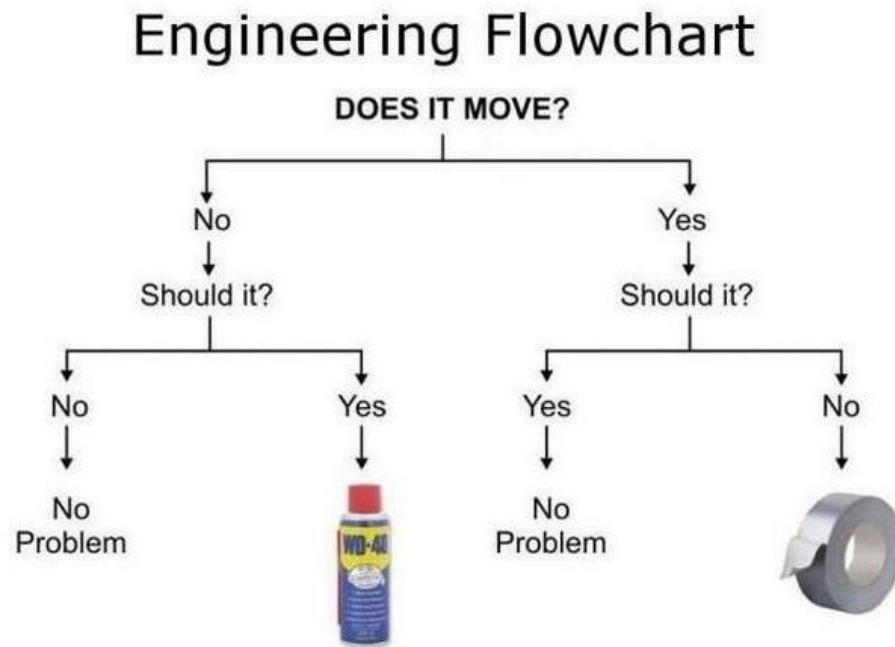 Engineering Flowchart
DOES IT MOVE?
No
Yes
Should it?
Should it?
No
Yes
Yes
No
No
Problem
No
Problem
WD-40